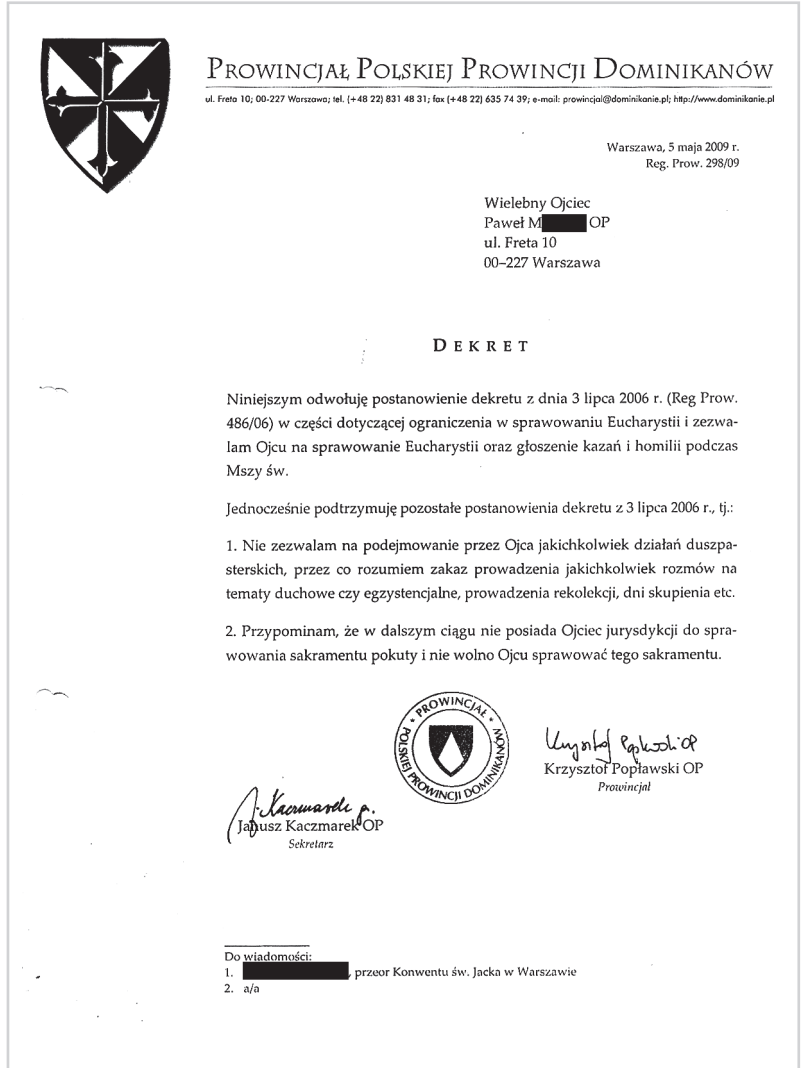 PROWINCJAŁ POLSKIEJ PROWINCJI DOMINIKANÓW
ul. Freta 10; 00-227 Warszawa; tel. (+48 22) 831 48 31; fax (+48 22) 635 74 39; e-mail: prowincjal@dominikanie.pl; http://www.dominikanie.pl
Warszawa, 5 maja 2009 r.
Reg. Prow. 298/09
Wielebny Ojciec
Paweł M OP
ul. Freta 10
00–227 Warszawa
DEKRET
Niniejszym odwołuję postanowienie dekretu z dnia 3 lipca 2006 r. (Reg Prow.
486/06) w części dotyczącej ograniczenia w sprawowaniu Eucharystii i zezwa-
lam Ojcu na sprawowanie Eucharystii oraz głoszenie kazań i homilii podczas
Mszy św.
Jednocześnie podtrzymuję pozostałe postanowienia dekretu z 3 lipca 2006 r., tj.:
1. Nie zezwalam na podejmowanie przez Ojca jakichkolwiek działań duszpa-
sterskich, przez co rozumiem zakaz prowadzenia jakichkolwiek rozmów na
tematy duchowe czy egzystencjalne, prowadzenia rekolekcji, dni skupienia etc.
2. Przypominam, że w dalszym ciągu nie posiada Ojciec jurysdykcji do spra-
wowania sakramentu pokuty i nie wolno Ojcu sprawować tego sakramentu.
* PROWINCJAŁ *
POLSKIEJ PROWINCJI DOMINIKANÓW
Krzysztof Popławski OP
Krzysztof Popławski OP
Prowincjał
J. Kaczmarek
Janusz Kaczmarek OP
Sekretarz
Do wiadomości:
1. , przeor Konwentu św. Jacka w Warszawie
2. a/a